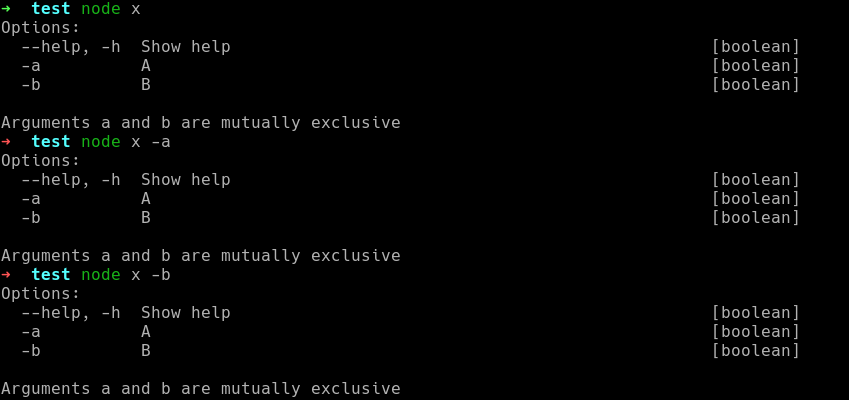 ➜  test node x
Options:
  --help, -h  Show help                                                [boolean]
  -a          A                                                        [boolean]
  -b          B                                                        [boolean]

Arguments a and b are mutually exclusive
➜  test node x -a
Options:
  --help, -h  Show help                                                [boolean]
  -a          A                                                        [boolean]
  -b          B                                                        [boolean]

Arguments a and b are mutually exclusive
➜  test node x -b
Options:
  --help, -h  Show help                                                [boolean]
  -a          A                                                        [boolean]
  -b          B                                                        [boolean]

Arguments a and b are mutually exclusive